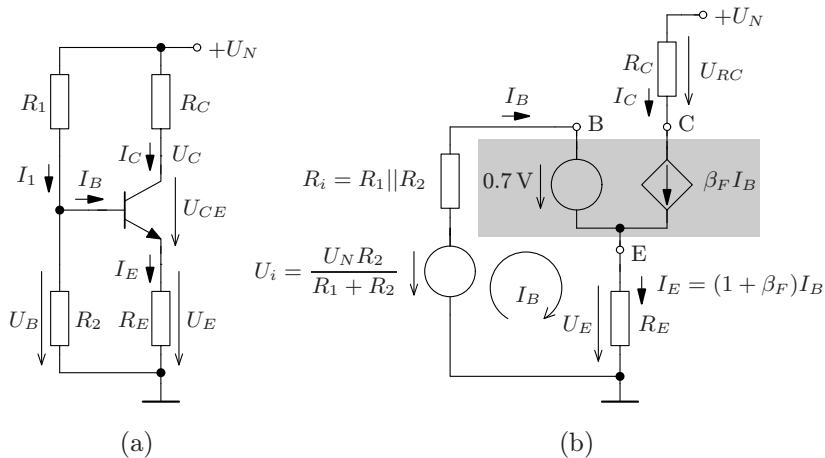 +U_N
R_1
R_C
I_C
U_C
I_1
I_B
U_CE
I_E
U_B
R_2
R_E
U_E
(a)
+U_N
R_C
U_RC
I_B
I_C
B
C
R_i = R_1||R_2
0.7 V
β_F I_B
E
U_i = U_N R_2 / R_1 + R_2
I_B
I_E = (1 + β_F)I_B
U_E
R_E
(b)